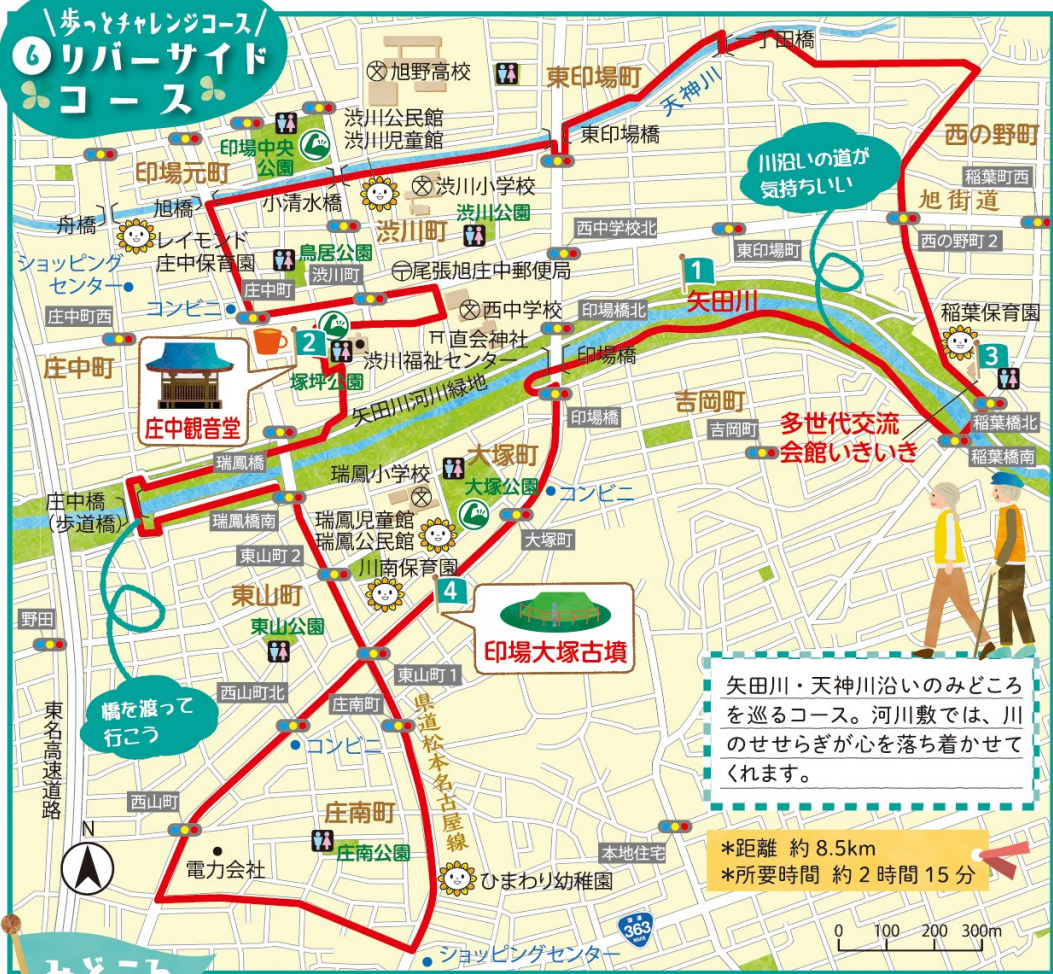 歩っとチャレンジコース
6 リバーサイド
コース
旭野高校
東印場町
一丁田橋
天神川
渋川公民館
渋川児童館
東印場橋
西の野町
印場中央
公園
川沿いの道が
気持ちいい
印場元町
渋川小学校
稲葉町西
旭街道
小清水橋
旭橋
舟橋
渋川公園
渋川町
レイモンド
庄中保育園
西中学校北
東印場町
西の野町2
ショッピング
センター
鳥居公園
渋川町
尾張旭庄中郵便局
庄中町
1
矢田川
コンビニ
庄中町西
西中学校
印場橋北
稲葉保育園
直会神社
2
渋川福祉センター
印場橋
3
庄中町
塚坪公園
矢田川河川緑地
庄中観音堂
印場橋
吉岡町
吉岡町
多世代交流
会館いきいき
稲葉橋北
稲葉橋南
瑞鳳橋
大塚町
瑞鳳小学校
大塚公園
コンビニ
庄中橋
(歩道橋)
瑞鳳橋南
瑞鳳児童館
瑞鳳公民館
大塚町
東山町2
川南保育園
4
東山町
印場大塚古墳
野田
東山公園
東山町1
西山町北
庄南町
県道松本名古屋線
橋を渡って
行こう
コンビニ
東名高速道路
矢田川・天神川沿いのみどころ
を巡るコース。河川敷では、川
のせせらぎが心を落ち着かせて
くれます。
西山町
庄南町
N
庄南公園
本地住宅
*距離 約8.5km
*所要時間 約2時間15分
電力会社
ひまわり幼稚園
国道
363
ROUTE
0 100 200 300m
ショッピングセンター
みどころ